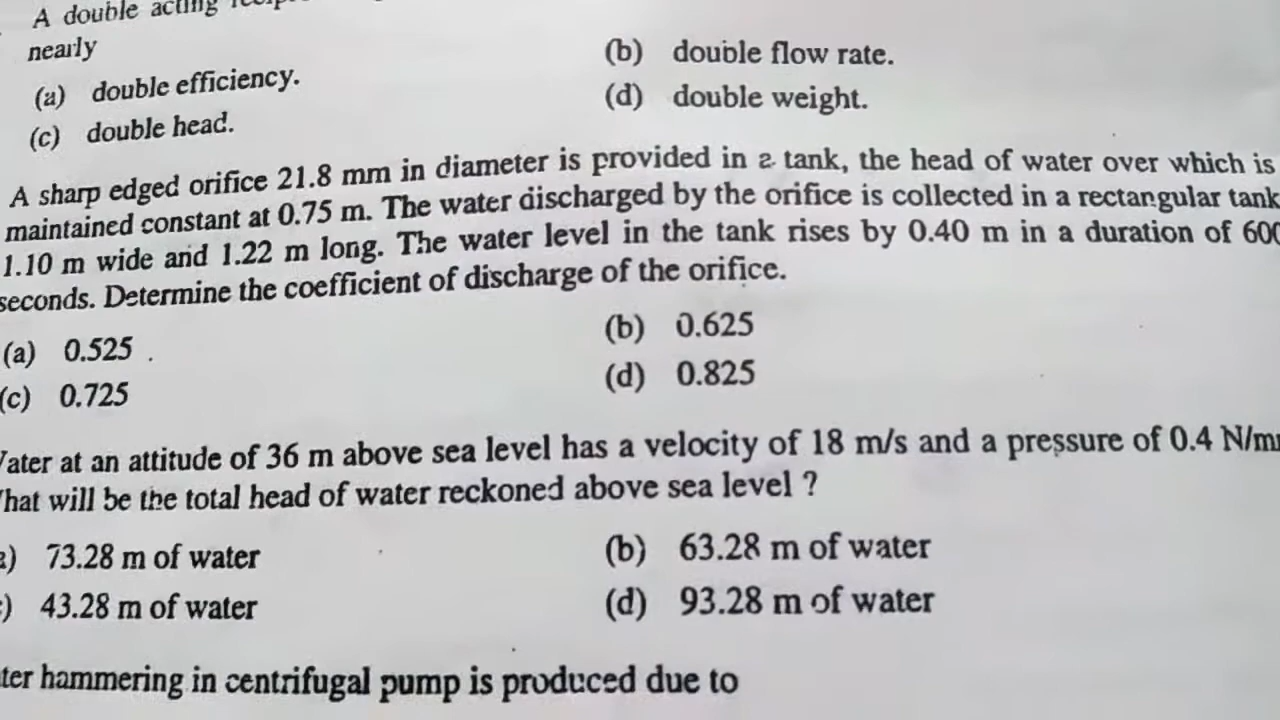 A double acting
nearly
(a) double efficiency.
(b) double flow rate.
(c) double head.
(d) double weight.
A sharp edged orifice 21.8 mm in diameter is provided in a tank, the head of water over which is
maintained constant at 0.75 m. The water discharged by the orifice is collected in a rectangular tank
1.10 m wide and 1.22 m long. The water level in the tank rises by 0.40 m in a duration of 600
seconds. Determine the coefficient of discharge of the orifice.
(a) 0.525 .
(b) 0.625
(c) 0.725
(d) 0.825
at an attitude of 36 m above sea level has a velocity of 18 m/s and a pressure of 0.4
will be the total head of water reckoned above sea level ?
) 73.28 m of water
(b) 63.28 m of water
) 43.28 m of water
(d) 93.28 m of water
hammering in centrifugal pump is produced due to